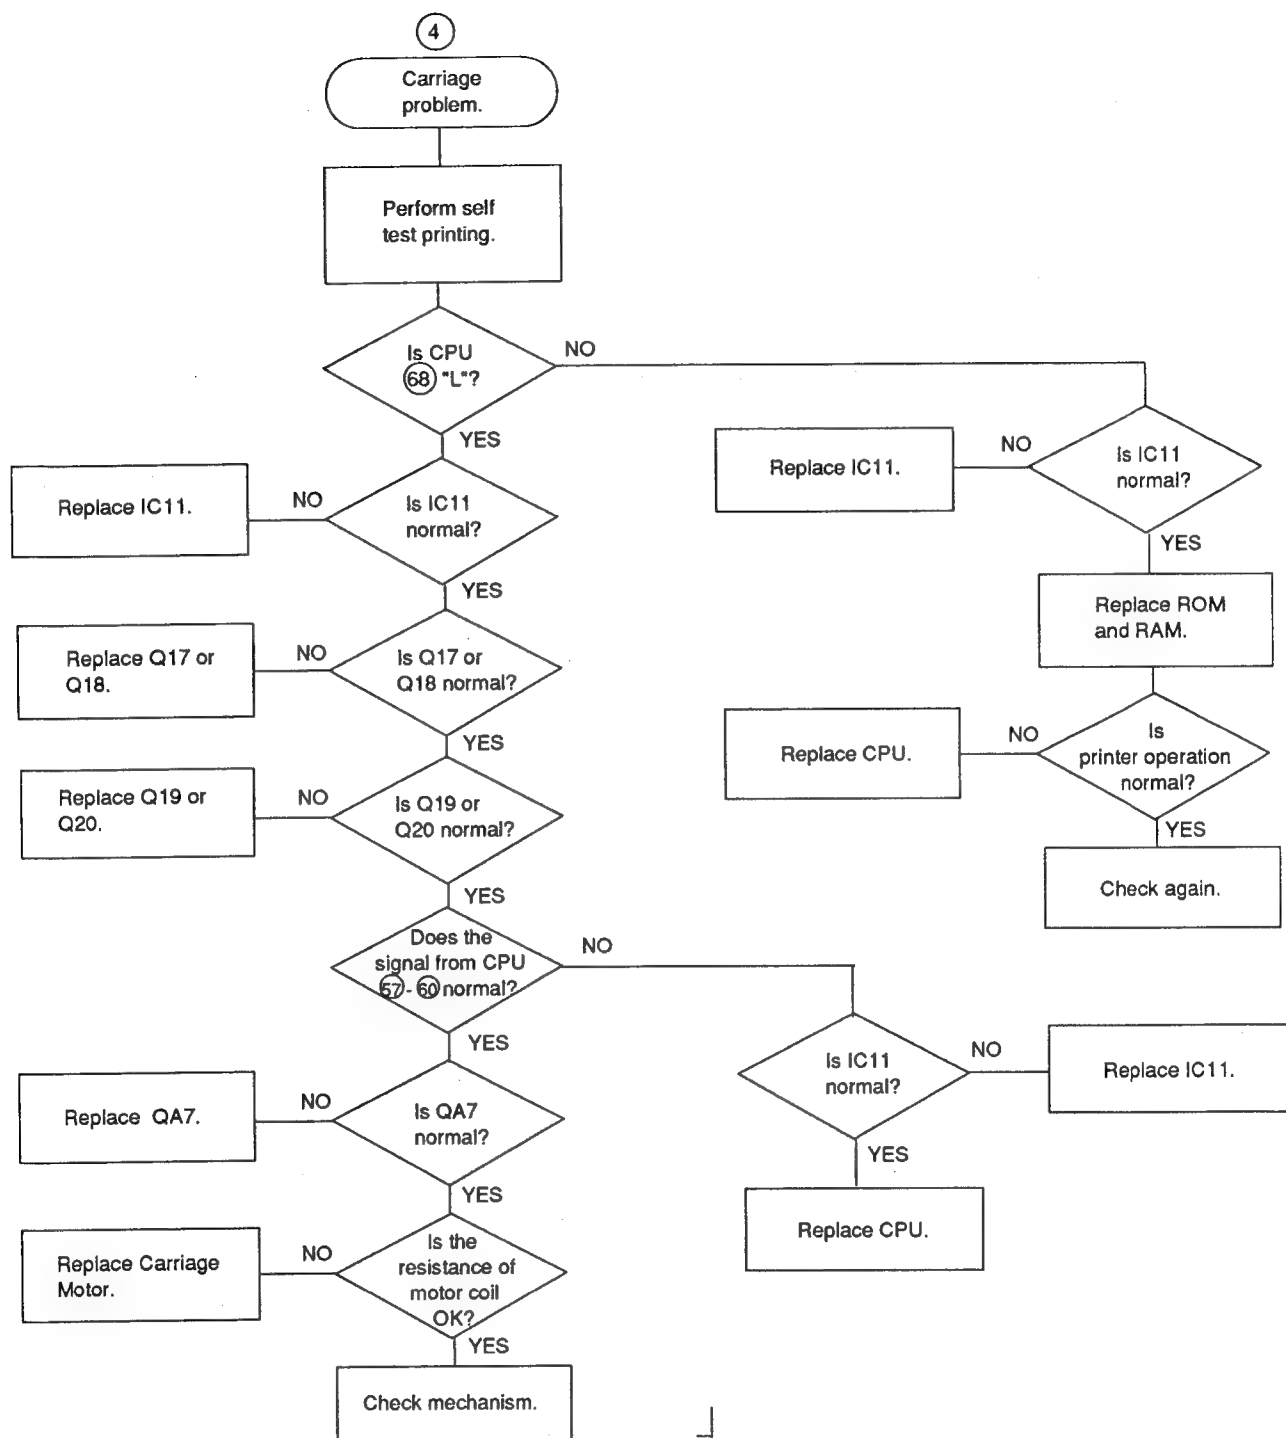 4
Carriage
problem.
Perform self
test printing.
Is CPU
68 "L"?
NO
YES
Replace IC11.
NO
Is IC11
normal?
YES
Replace IC11.
NO
Is IC11
normal?
YES
Replace ROM
and RAM.
Replace Q17 or
Q18.
NO
Is Q17 or
Q18 normal?
YES
Replace CPU.
NO
Is
printer operation
normal?
YES
Check again.
Replace Q19 or
Q20.
NO
Is Q19 or
Q20 normal?
YES
Does the
signal from CPU
57 - 60 normal?
NO
YES
Is IC11
normal?
NO
Replace IC11.
YES
Replace CPU.
Replace QA7.
NO
Is QA7
normal?
YES
Replace Carriage
Motor.
NO
Is the
resistance of
motor coil
OK?
YES
Check mechanism.